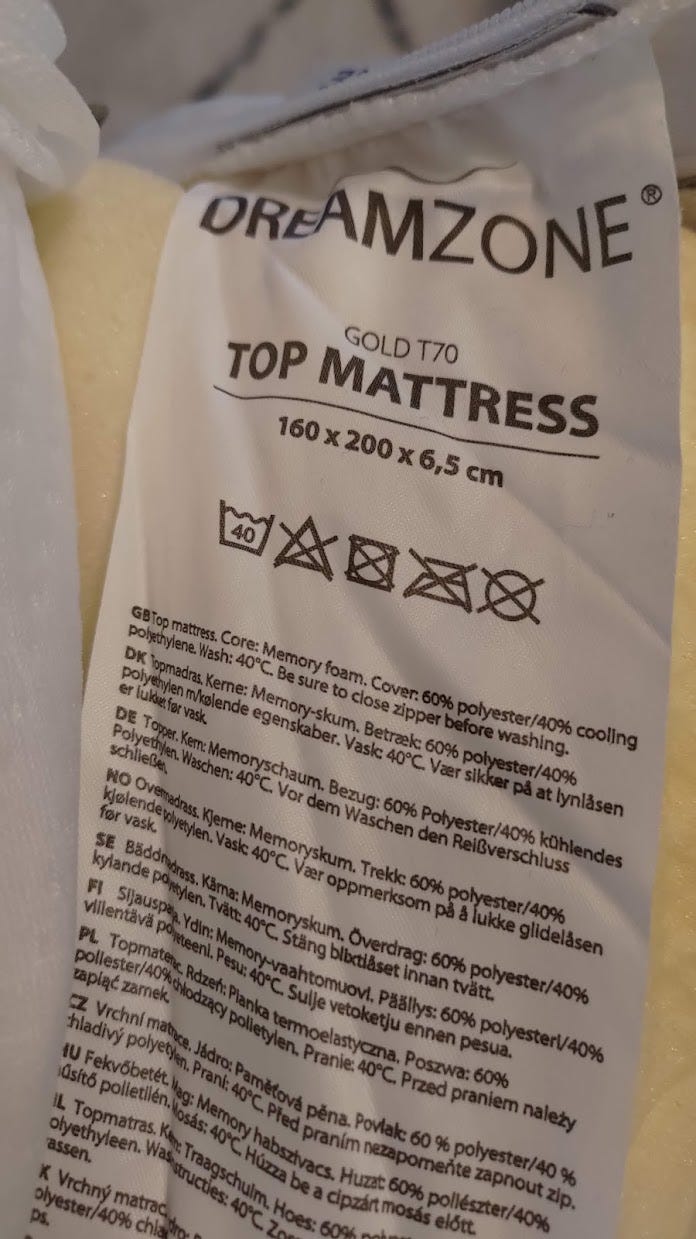 DREAMZONE®
GOLD T70
TOP MATTRESS
160 x 200 x 6,5 cm
40
GB Top mattress. Core: Memory foam. Cover: 60% polyester/40% cooling
polyethylene. Wash: 40°C. Be sure to close zipper before washing.
DK Topmadras. Kerne: Memory-skum. Betræk: 60% polyester/40%
polyethylen m/kølende egenskaber. Vask: 40°C. Vær sikker på at lynlåsen
er lukket før vask.
DE Topper. Kern: Memoryschaum. Bezug: 60% Polyester/40% kühlendes
Polyethylen. Waschen: 40°C. Vor dem Waschen den Reißverschluss
schließen.
NO Overmadrass. Kjerne: Memoryskum. Trekk: 60% polyester/40%
kjølende polyetylen. Vask: 40°C. Vær oppmerksom på å lukke glidelåsen
før vask.
SE Bäddmadrass. Kärna: Memoryskum. Överdrag: 60% polyester/40%
kylande polyetylen. Tvätt: 40°C. Stäng blixtlåset innan tvätt.
FI Sijauspatja. Ydin: Memory-vaahtomuovi. Päällys: 60% polyesteri/40%
viilentävä polyeteeni. Pesu: 40°C. Sulje vetoketju ennen pesua.
PL Topmaterac. Rdzeń: Pianka termoelastyczna. Poszwa: 60%
poliester/40% chłodzący polietylen. Pranie: 40°C. Przed praniem należy
zapiąć zamek.
CZ Vrchní matrace. Jádro: Paměťová pěna. Povlak: 60 % polyester/40 %
chladivý polyetylen. Praní: 40°C. Před praním nezapomeňte zapnout zip.
HU Fekvőbetét. Mag: Memory habszivacs. Huzat 60% poliészter/40%
hűsítő polietilén. Mosás: 40°C. Húzza be a cipzárt mosás előtt.
Topmatras. Kern: Traagschuim. Hoes: 60%
40°C.
Vrchný matrac